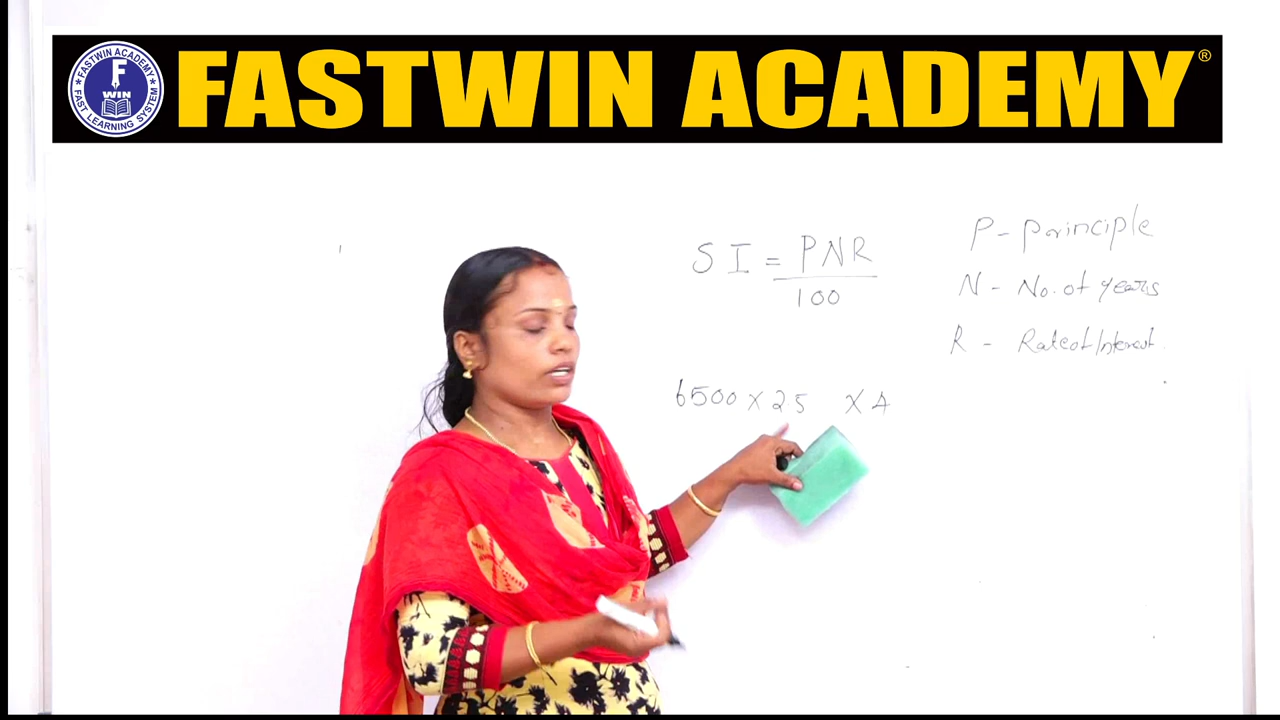 FASTWIN ACADEMY®
FASTWIN ACADEMY
F
WIN
FAST LEARNING SYSTEM
SI = PNR
100
P - Principle
N - No. of years
R - Rate of Interest
6500 × 25 × 4